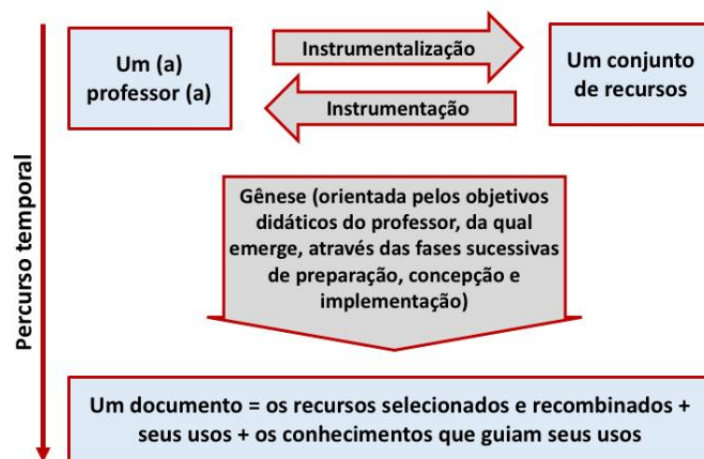 Um (a)
professor (a)
Instrumentalização
Instrumentação
Um conjunto
de recursos
Percurso temporal
Gênese (orientada pelos objetivos
didáticos do professor, da qual
emerge, através das fases sucessivas
de preparação, concepção e
implementação)
Um documento = os recursos selecionados e recombinados +
seus usos + os conhecimentos que guiam seus usos